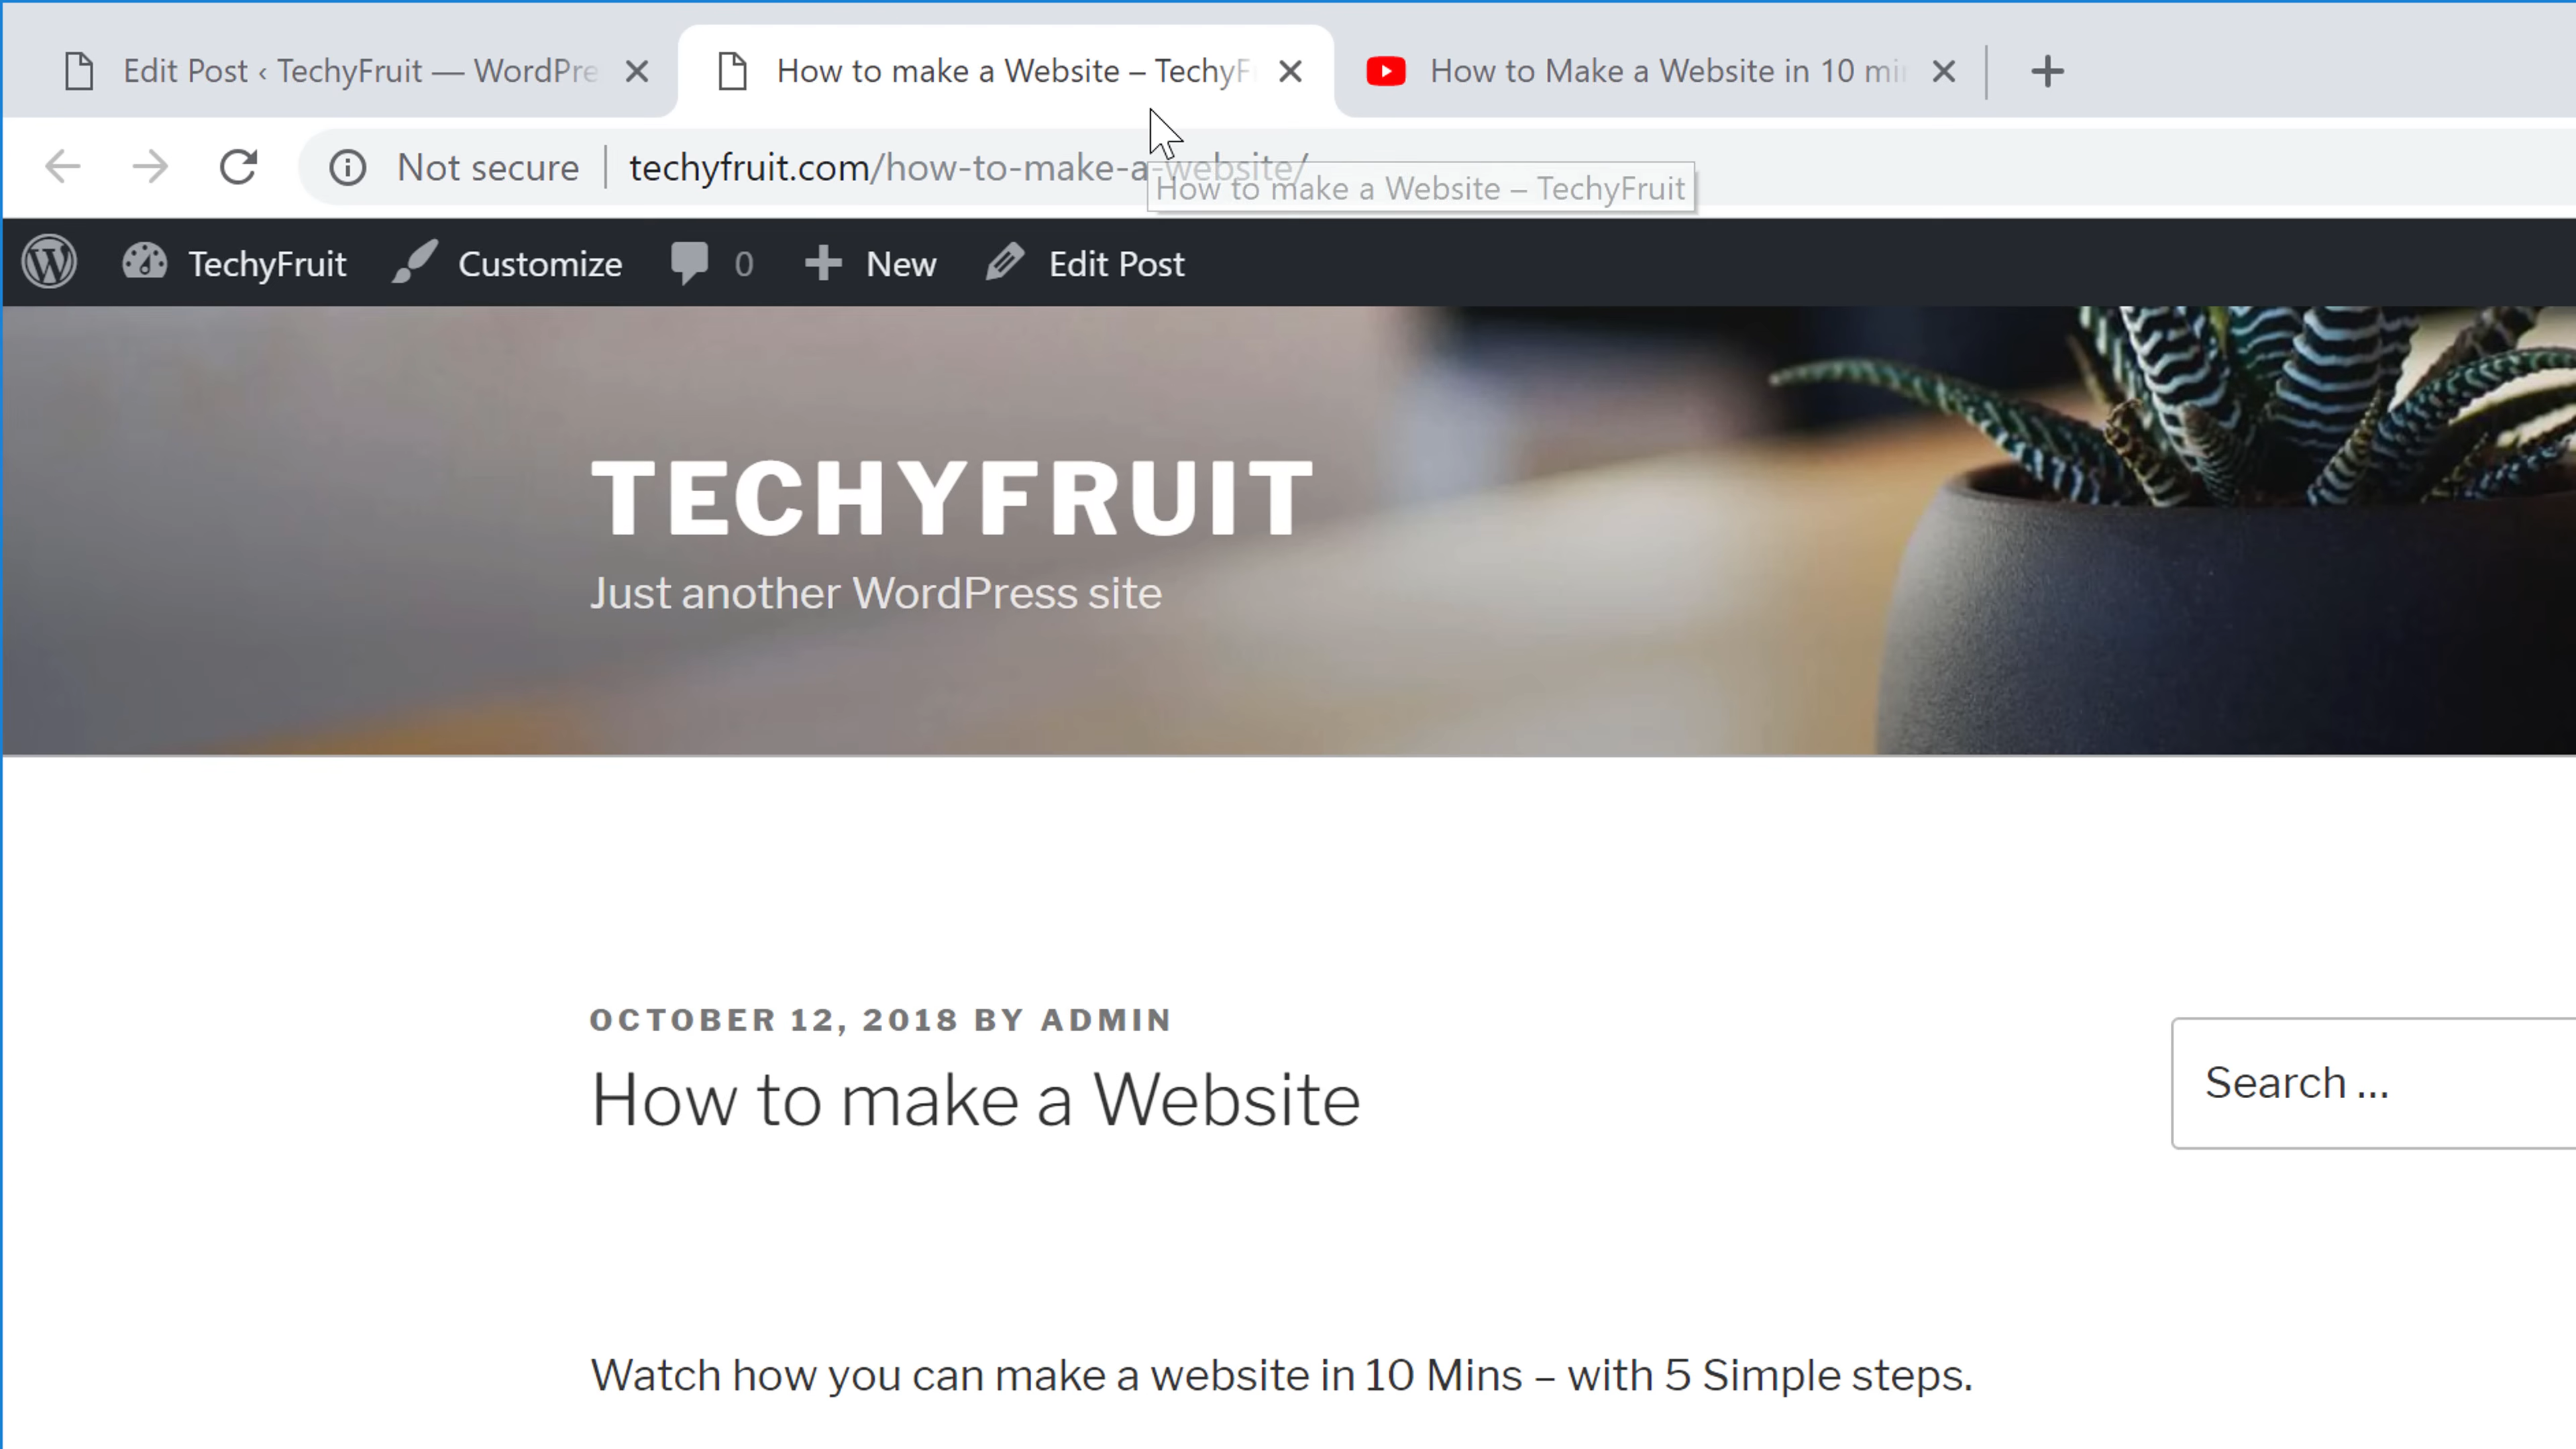 Edit Post ‹ TechyFruit — WordPre
How to make a Website – TechyF
How to Make a Website in 10 min
Not secure
techyfruit.com/how-to-make-a-website/
How to make a Website – TechyFruit
TechyFruit
Customize
0
New
Edit Post
TECHYFRUIT
Just another WordPress site
OCTOBER 12, 2018 BY ADMIN
How to make a Website
Search ...
Watch how you can make a website in 10 Mins – with 5 Simple steps.